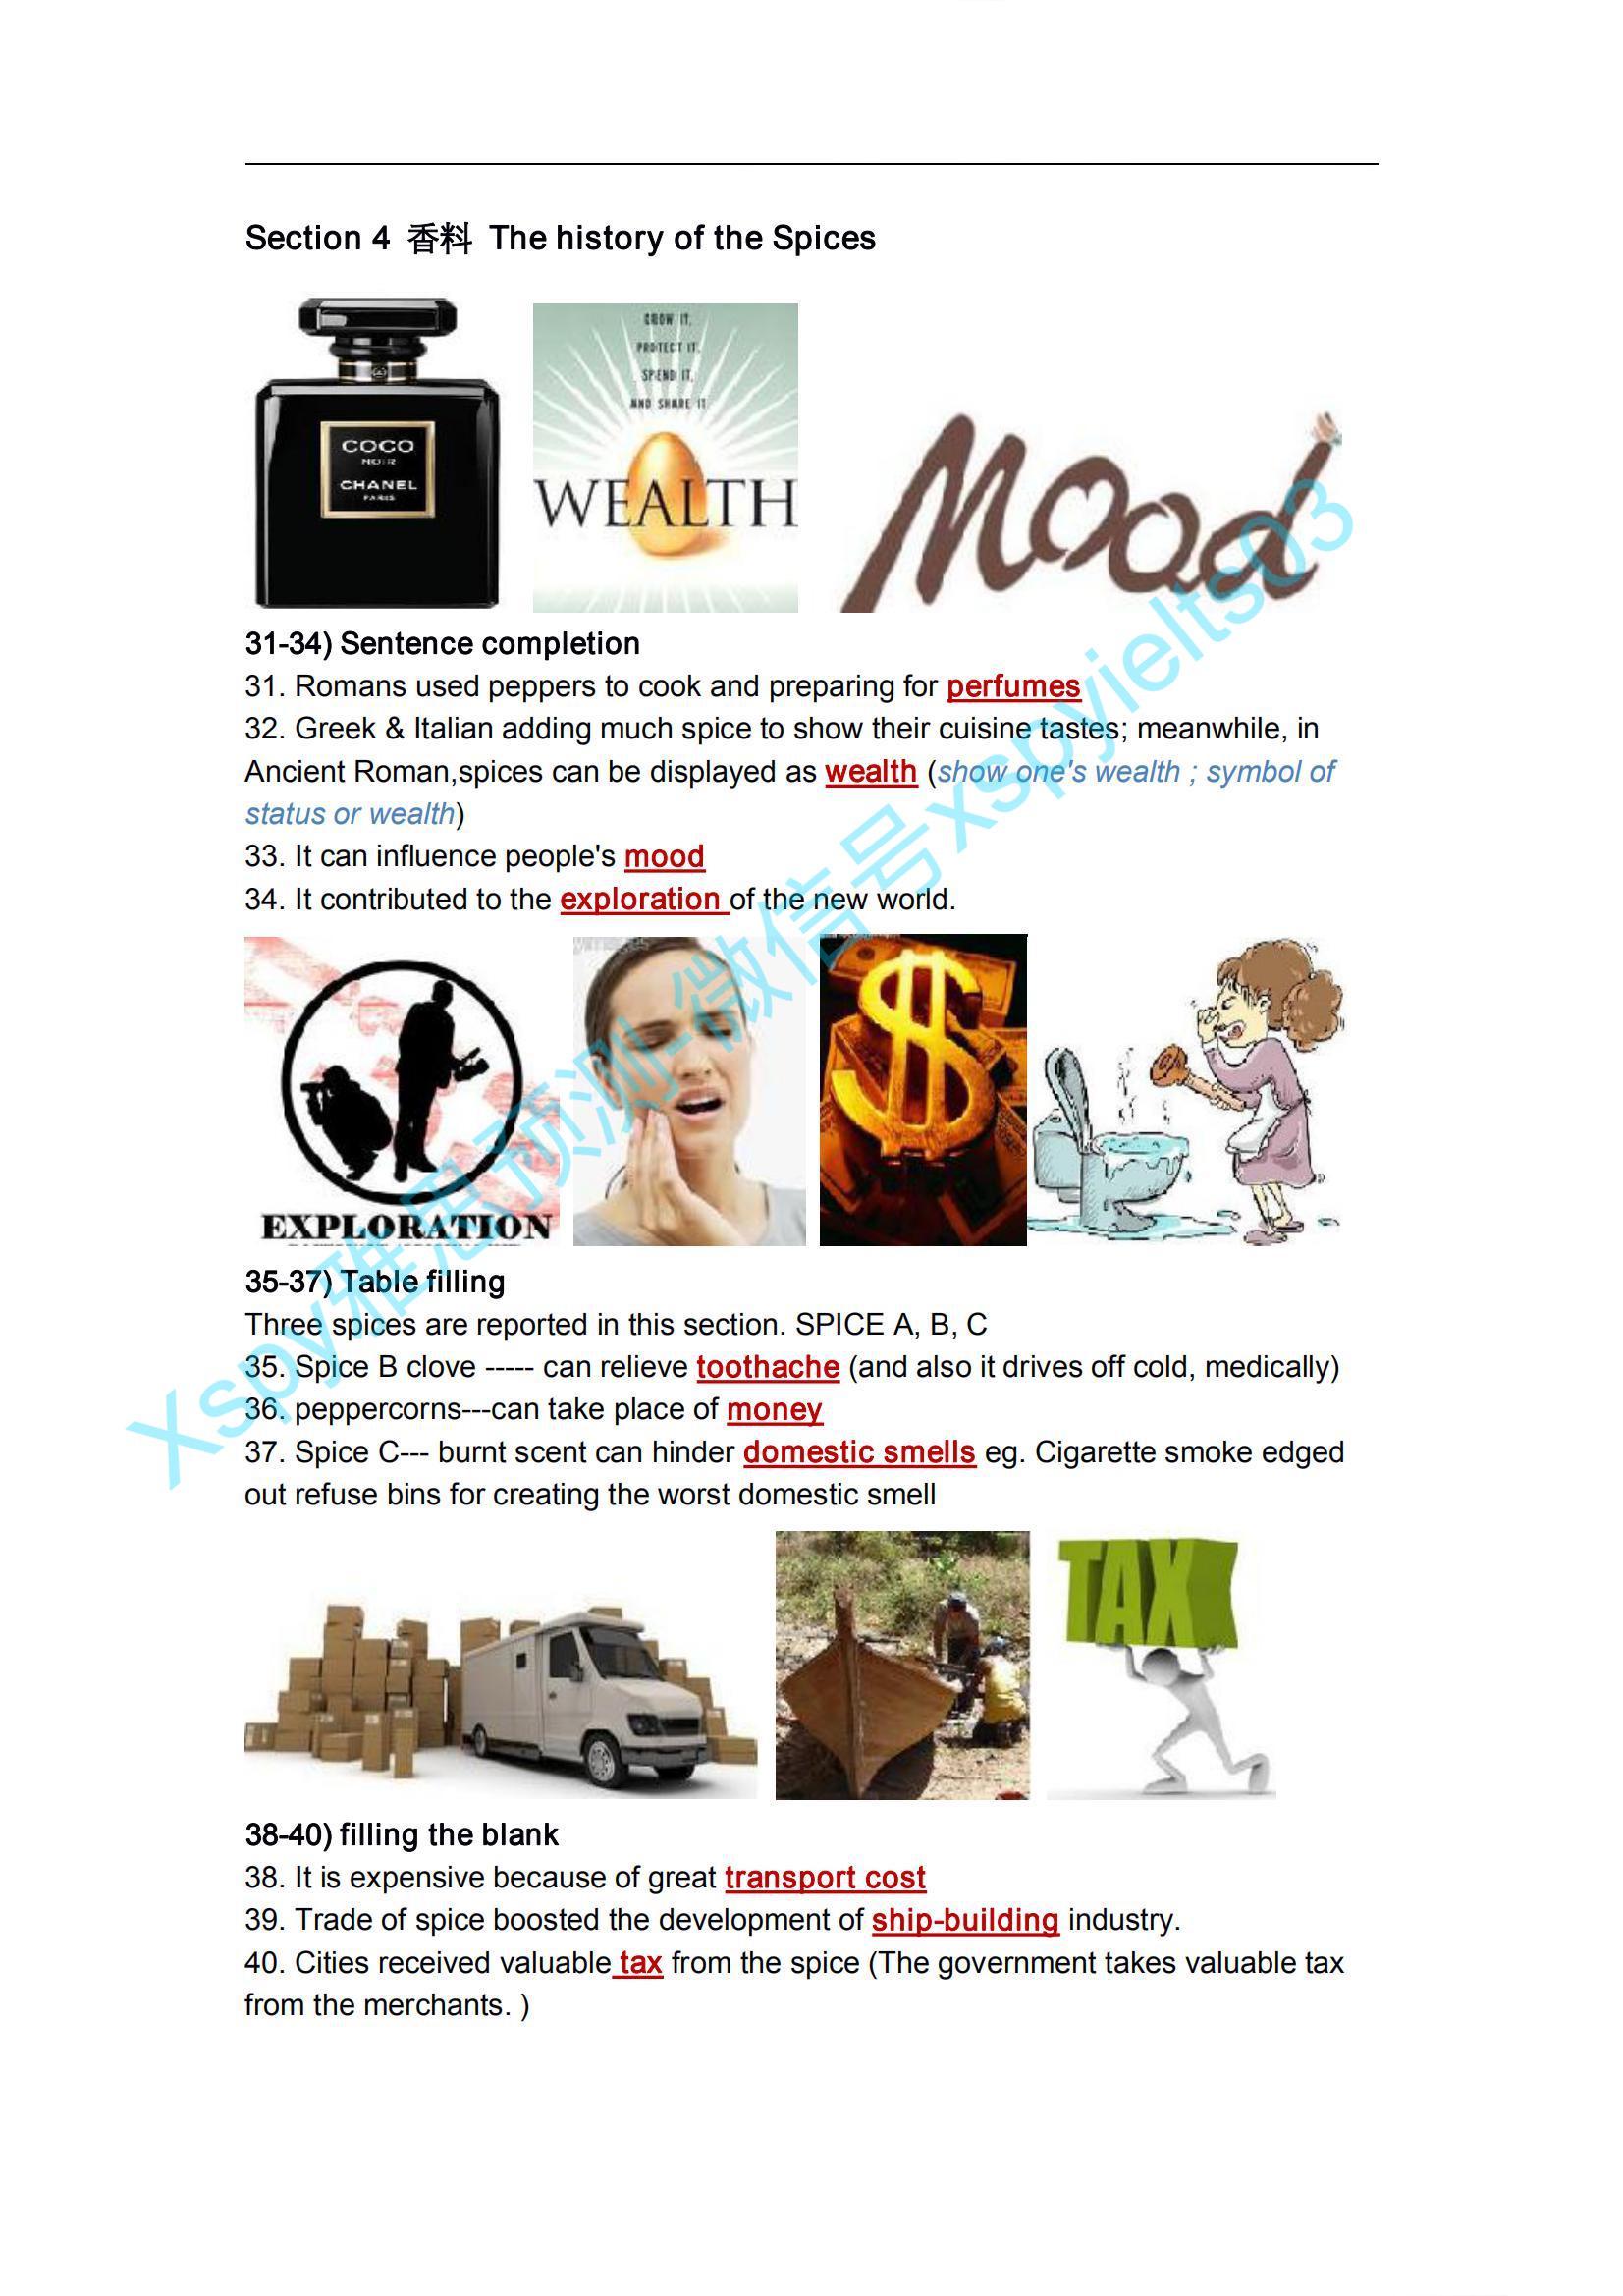 Section 4 香料 The history of the Spices
COCO
NOIR
CHANEL
PARIS
GROW IT,
PROTECT IT,
SPEND IT,
AND SHARE IT
WEALTH
Mood
31-34) Sentence completion
31. Romans used peppers to cook and preparing for perfumes
32. Greek & Italian adding much spice to show their cuisine tastes; meanwhile, in
Ancient Roman,spices can be displayed as wealth (show one's wealth ; symbol of
status or wealth)
33. It can influence people's mood
34. It contributed to the exploration of the new world.
EXPLORATION
35-37) Table filling
Three spices are reported in this section. SPICE A, B, C
35. Spice B clove ----- can relieve toothache (and also it drives off cold, medically)
36. peppercorns---can take place of money
37. Spice C--- burnt scent can hinder domestic smells eg. Cigarette smoke edged
out refuse bins for creating the worst domestic smell
TAX
38-40) filling the blank
38. It is expensive because of great transport cost
39. Trade of spice boosted the development of ship-building industry.
40. Cities received valuable tax from the spice (The government takes valuable tax
from the merchants. )
Xspy雅思预测-微信号xspyielts03